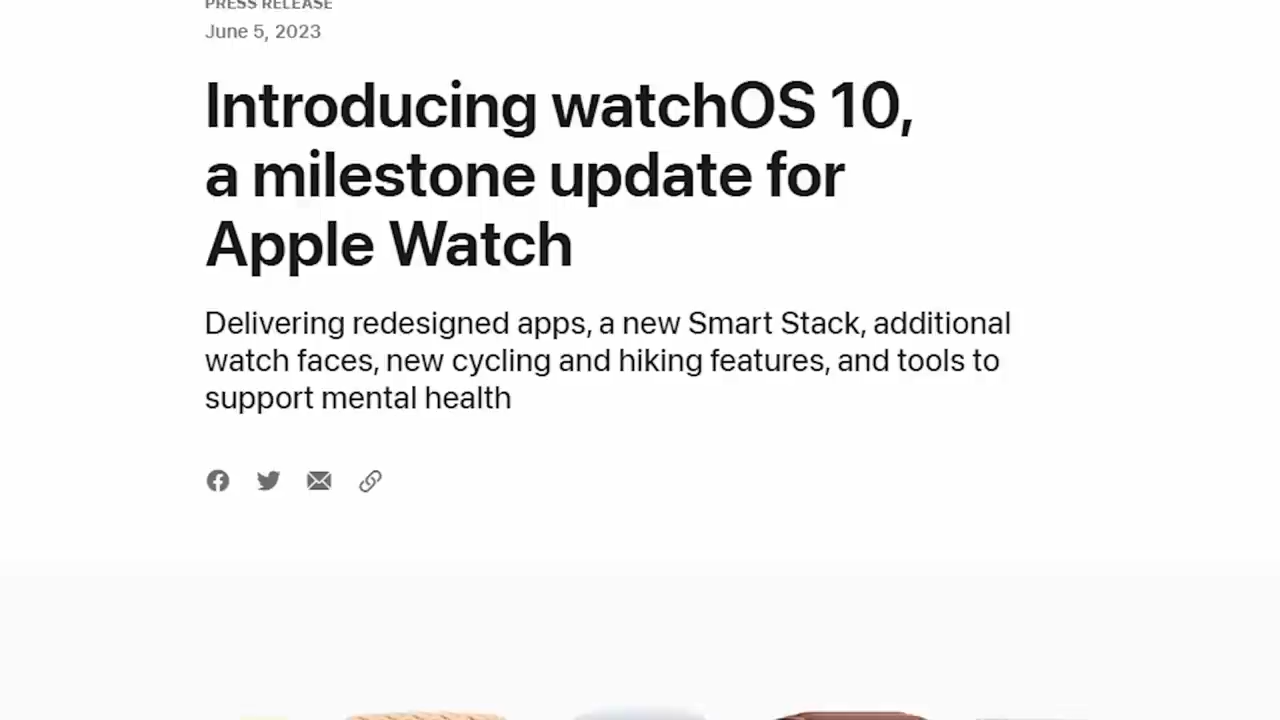 PRESS RELEASE
June 5, 2023
Introducing watchOS 10,
a milestone update for
Apple Watch
Delivering redesigned apps, a new Smart Stack, additional
watch faces, new cycling and hiking features, and tools to
support mental health